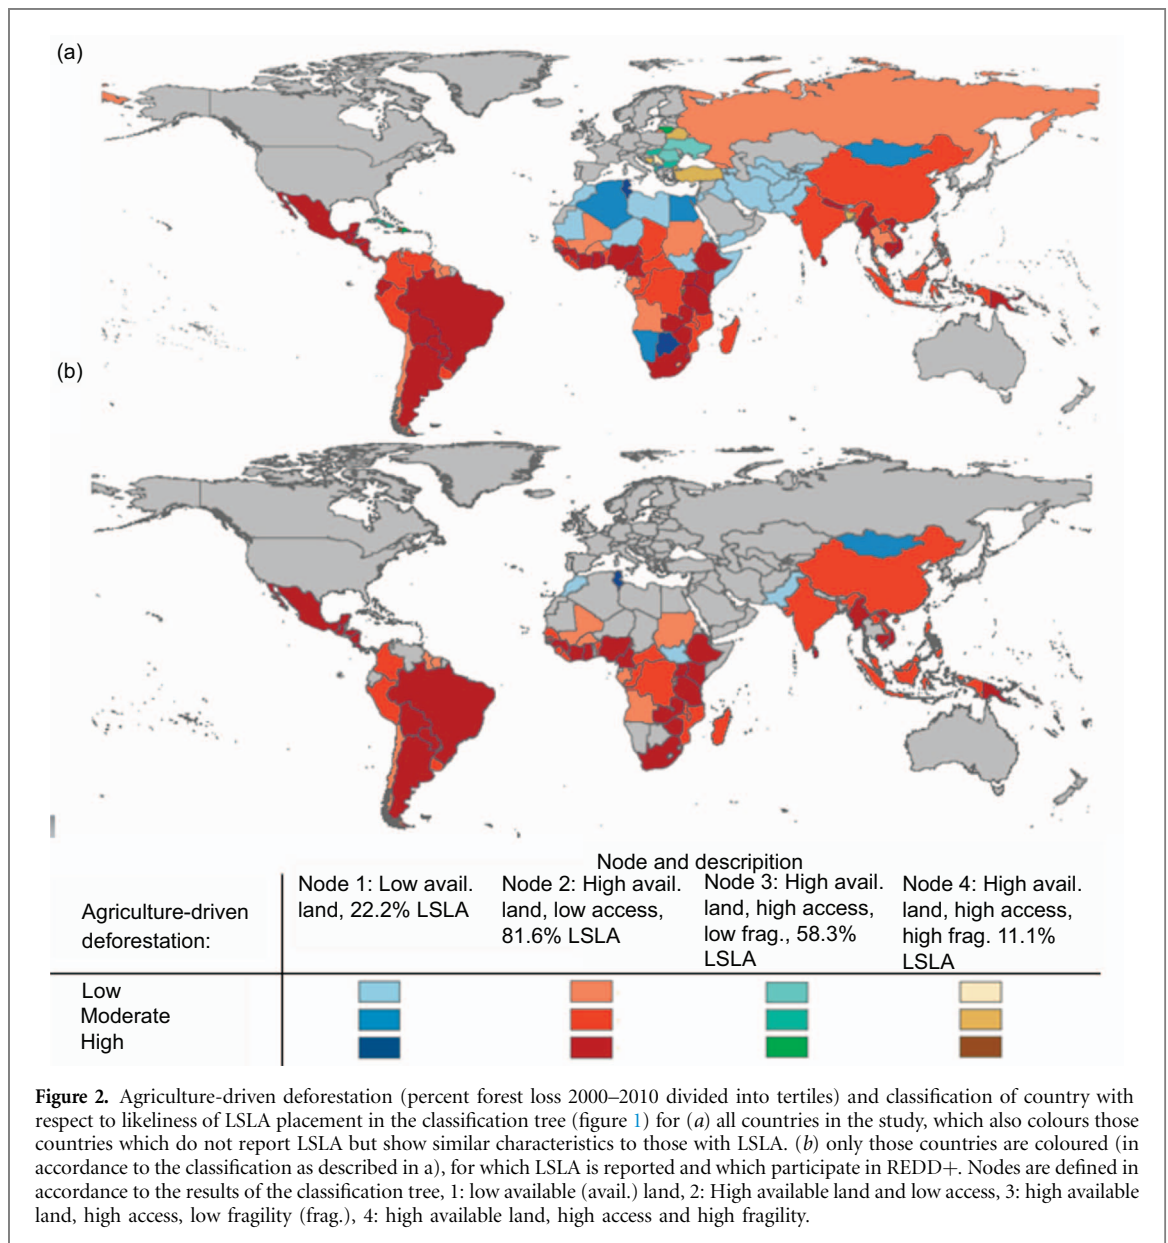 (a)
(b)
Node and descripition
Agriculture-driven
deforestation:
Node 1: Low avail.
land, 22.2% LSLA
Node 2: High avail.
land, low access,
81.6% LSLA
Node 3: High avail.
land, high access,
low frag., 58.3%
LSLA
Node 4: High avail.
land, high access,
high frag. 11.1%
LSLA
Low
Moderate
High
Figure 2. Agriculture-driven deforestation (percent forest loss 2000–2010 divided into tertiles) and classification of country with
respect to likeliness of LSLA placement in the classification tree (figure 1) for (a) all countries in the study, which also colours those
countries which do not report LSLA but show similar characteristics to those with LSLA. (b) only those countries are coloured (in
accordance to the classification as described in a), for which LSLA is reported and which participate in REDD+. Nodes are defined in
accordance to the results of the classification tree, 1: low available (avail.) land, 2: High available land and low access, 3: high available
land, high access, low fragility (frag.), 4: high available land, high access and high fragility.